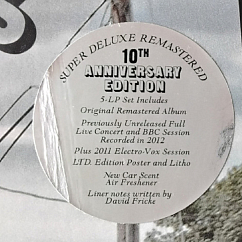 SUPER DELUXE REMASTERED
10TH
ANNIVERSARY
EDITION
5-LP Set Includes
Original Remastered Album
Previously Unreleased Full
Live Concert and BBC Session
Recorded in 2012
Plus 2011 Electro-Vox Session
LTD. Edition Poster and Litho
New Car Scent
Air Freshener
Liner notes written by
David Fricke